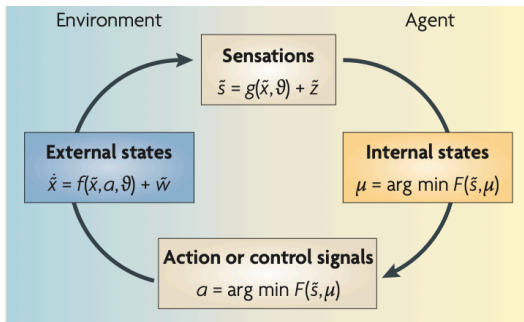 Environment
Agent
Sensations
s̃ = g(x̃, ϑ) + z̃
External states
ẋ̃ = f(x̃, a, ϑ) + w̃
Internal states
μ = arg min F(s̃, μ)
Action or control signals
a = arg min F(s̃, μ)